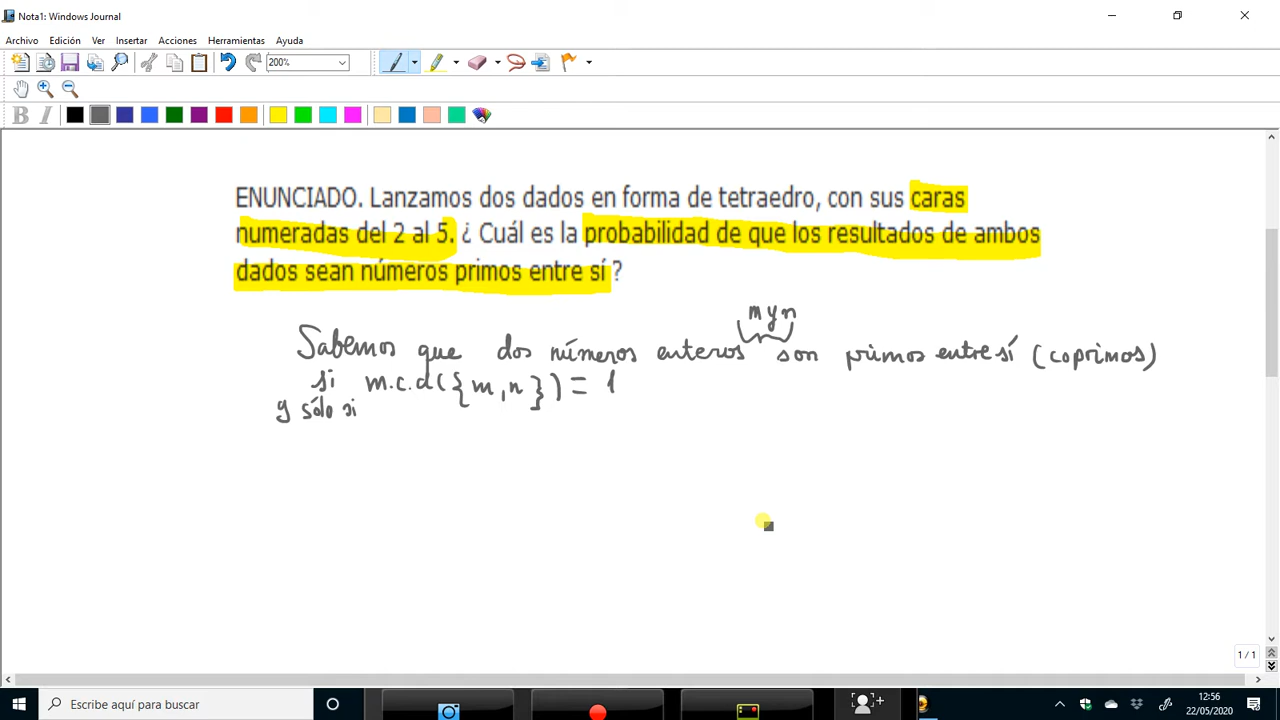 Nota1: Windows Journal
Archivo Edición Ver Insertar Acciones Herramientas Ayuda
200%
B I
ENUNCIADO. Lanzamos dos dados en forma de tetraedro, con sus caras
numeradas del 2 al 5. ¿ Cuál es la probabilidad de que los resultados de ambos
dados sean números primos entre sí ?
m y n
Sabemos que dos números enteros son primos entre sí (coprimos)
si m.c.d({m,n}) = 1
y sólo si
1 / 1
Escribe aquí para buscar
12:56
22/05/2020